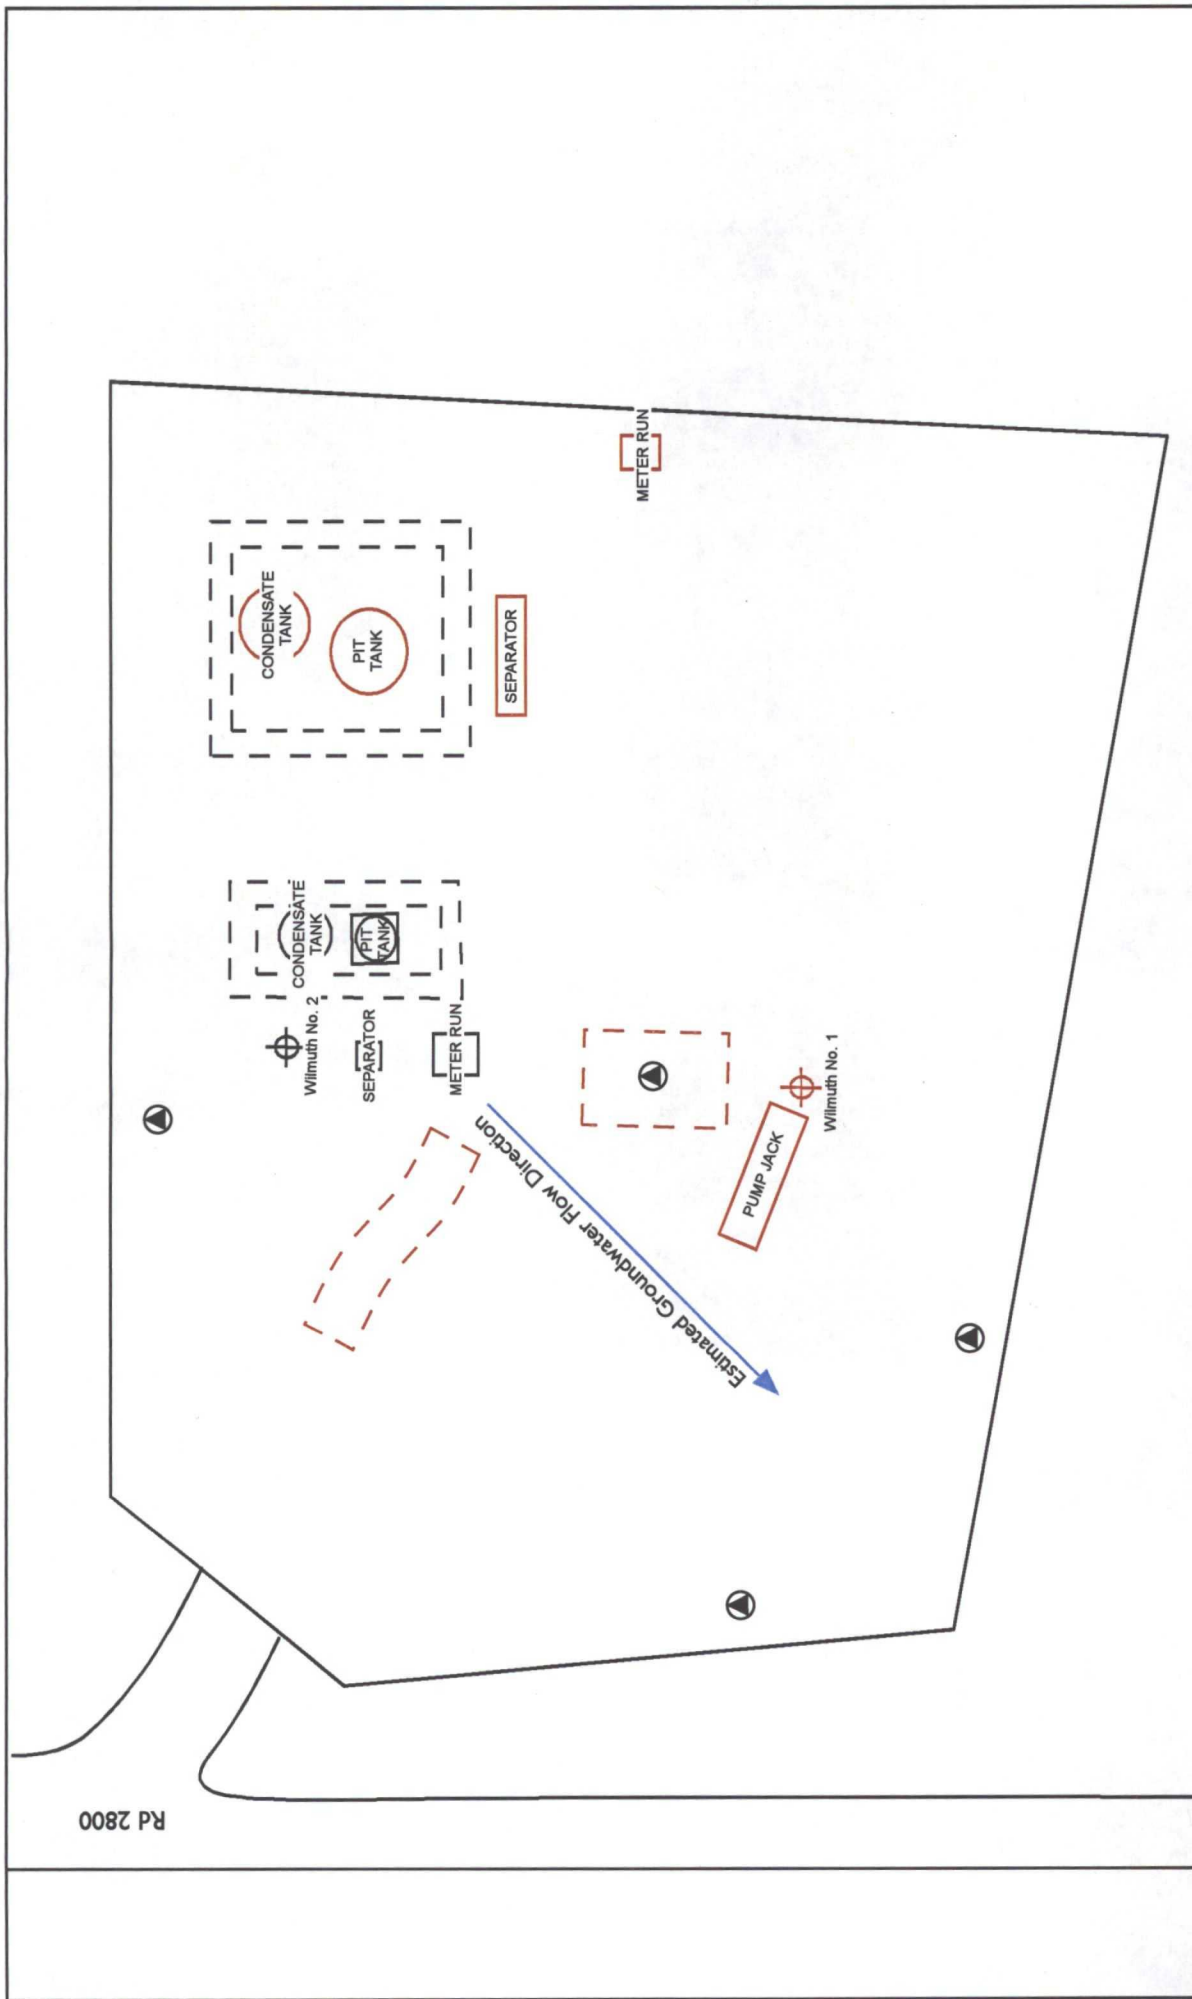 CONDENSATE
TANK
PIT
TANK
SEPARATOR
METER RUN
CONDENSATE
TANK
PIT
TANK
Wilmuth No. 2
SEPARATOR
METER RUN
Estimated Groundwater Flow Direction
PUMP JACK
Wilmuth No. 1
Rd 2800